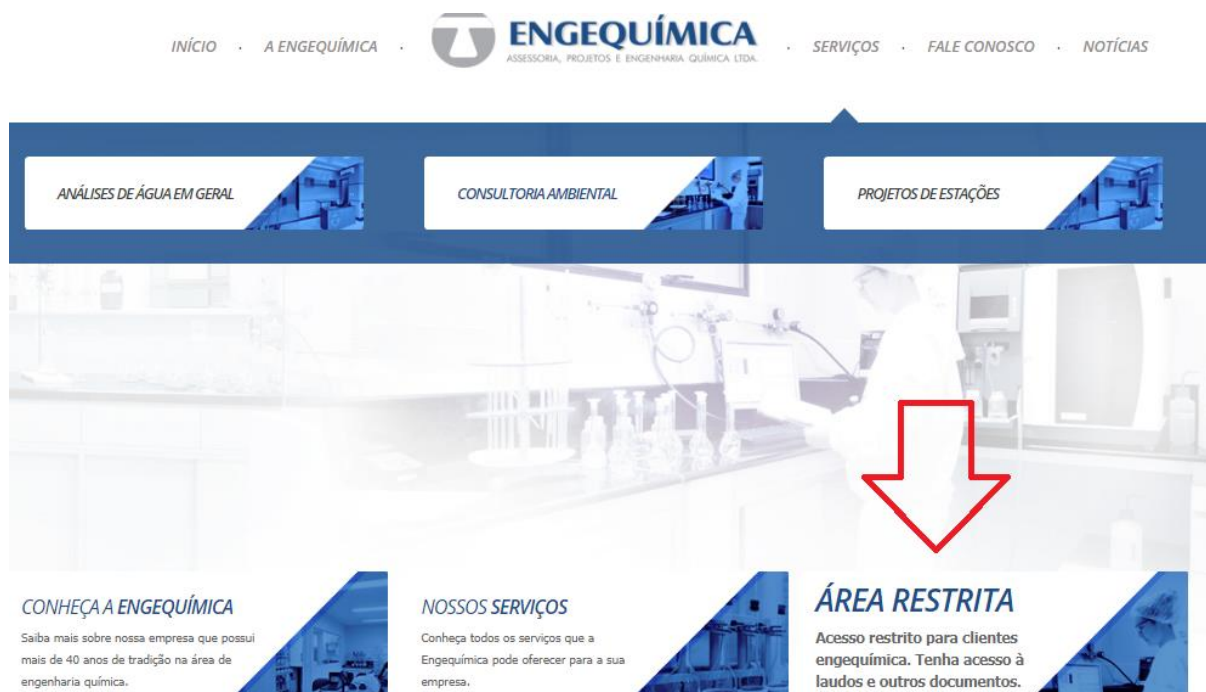 INÍCIO · A ENGEQUÍMICA · ENGEQUÍMICA · SERVIÇOS · FALE CONOSCO · NOTÍCIAS
ASSESSORIA, PROJETOS E ENGENHARIA QUÍMICA LTDA.
ANÁLISES DE ÁGUA EM GERAL
CONSULTORIA AMBIENTAL
PROJETOS DE ESTAÇÕES
CONHEÇA A ENGEQUÍMICA
Saiba mais sobre nossa empresa que possui
mais de 40 anos de tradição na área de
engenharia química.
NOSSOS SERVIÇOS
Conheça todos os serviços que a
Engequímica pode oferecer para a sua
empresa.
ÁREA RESTRITA
Acesso restrito para clientes
engequímica. Tenha acesso à
laudos e outros documentos.